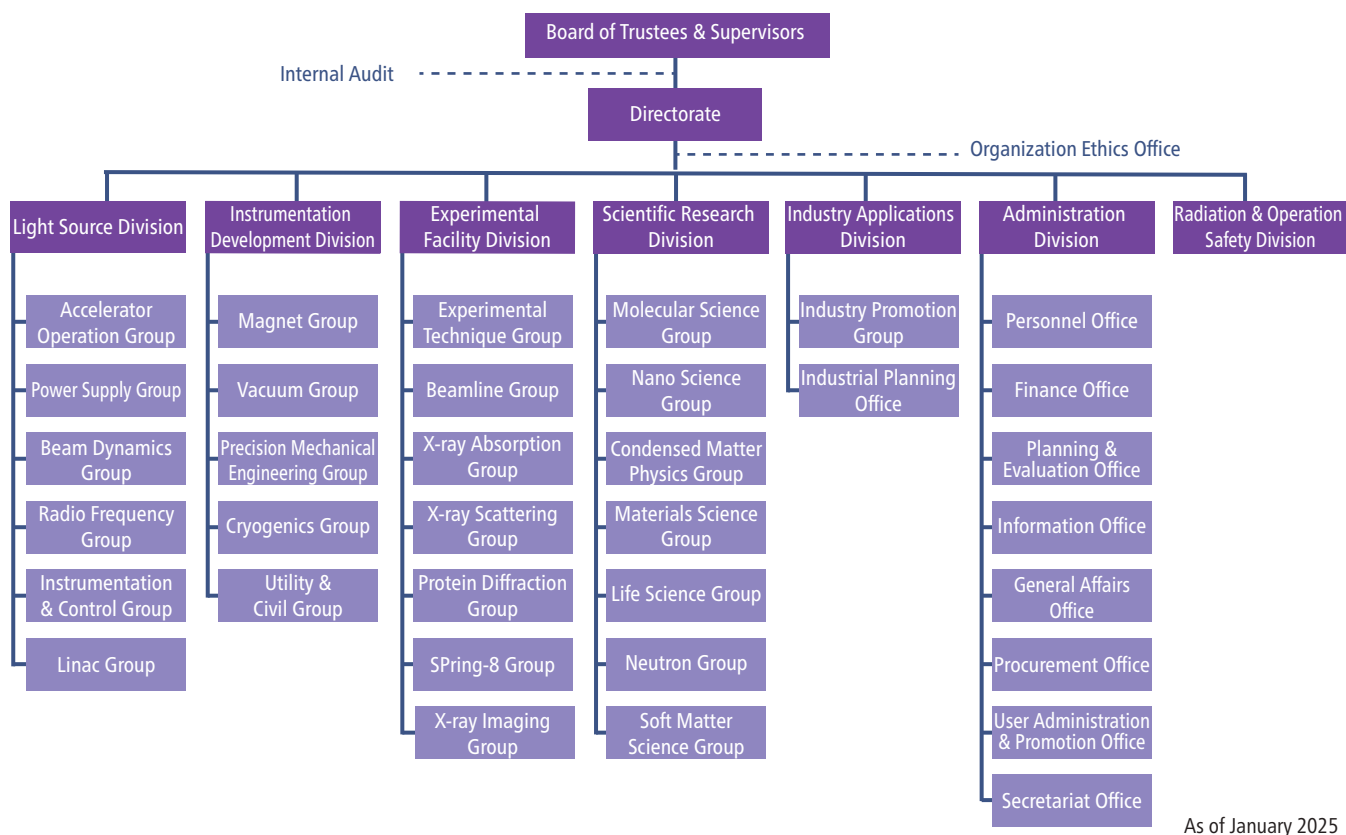 Board of Trustees & Supervisors
Internal Audit
Directorate
Organization Ethics Office
Light Source Division
Accelerator
Operation Group
Power Supply Group
Beam Dynamics
Group
Radio Frequency
Group
Instrumentation
& Control Group
Linac Group
Instrumentation
Development Division
Magnet Group
Vacuum Group
Precision Mechanical
Engineering Group
Cryogenics Group
Utility &
Civil Group
Experimental
Facility Division
Experimental
Technique Group
Beamline Group
X-ray Absorption
Group
X-ray Scattering
Group
Protein Diffraction
Group
SPring-8 Group
X-ray Imaging
Group
Scientific Research
Division
Molecular Science
Group
Nano Science
Group
Condensed Matter
Physics Group
Materials Science
Group
Life Science Group
Neutron Group
Soft Matter
Science Group
Industry Applications
Division
Industry Promotion
Group
Industrial Planning
Office
Administration
Division
Personnel Office
Finance Office
Planning &
Evaluation Office
Information Office
General Affairs
Office
Procurement Office
User Administration
& Promotion Office
Secretariat Office
Radiation & Operation
Safety Division
As of January 2025